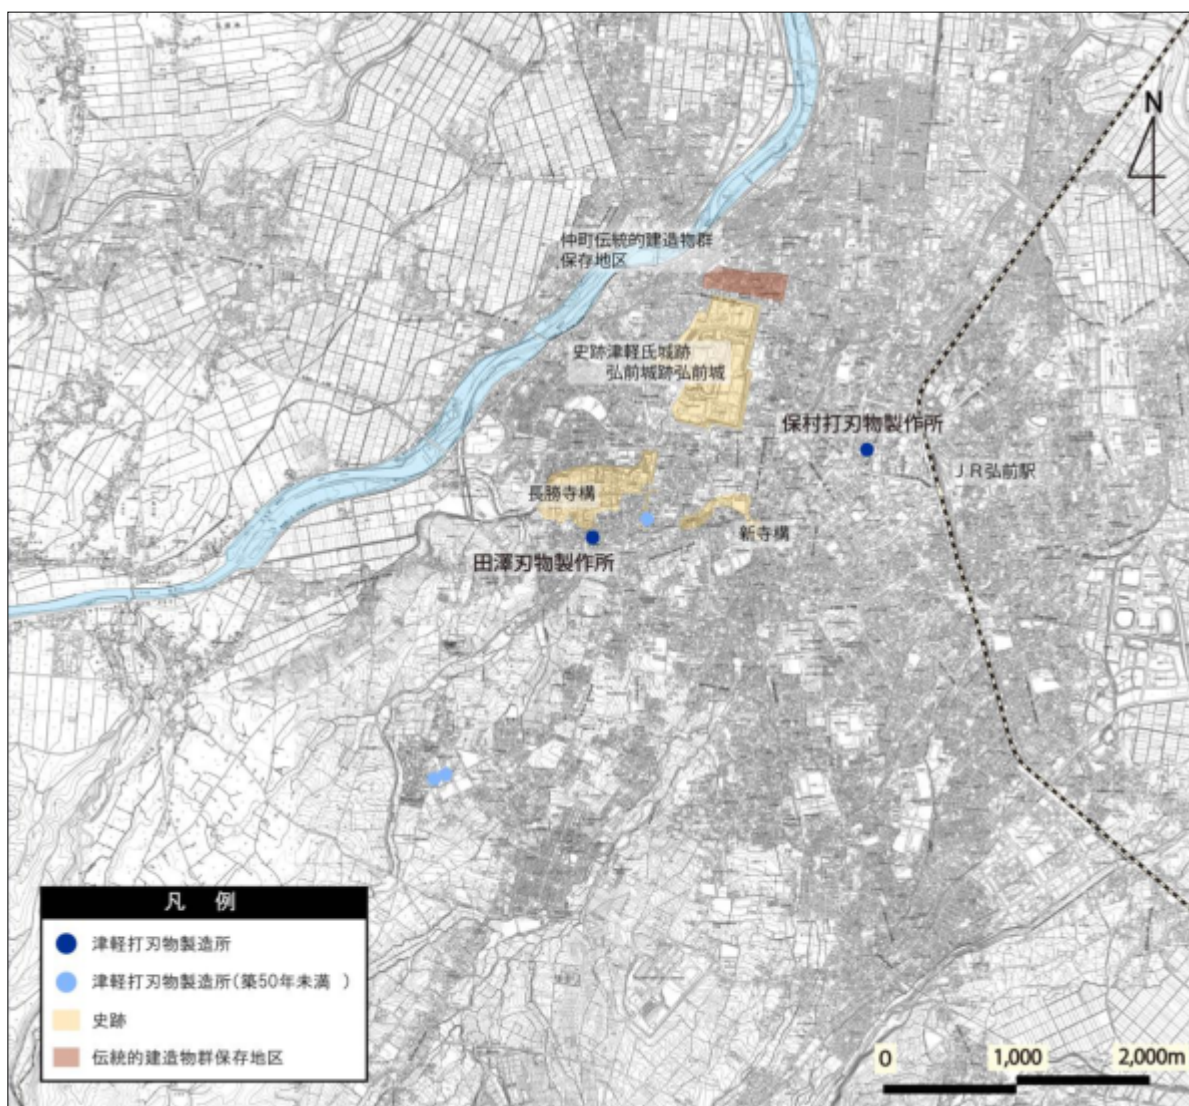 N
仲町伝統的建造物群
保存地区
史跡津軽氏城跡
弘前城跡弘前城
保村打刃物製作所
ＪＲ弘前駅
長勝寺構
新寺構
田澤刃物製作所
凡 例
津軽打刃物製造所
津軽打刃物製造所(築50年未満 )
史跡
伝統的建造物群保存地区
0 1,000 2,000m